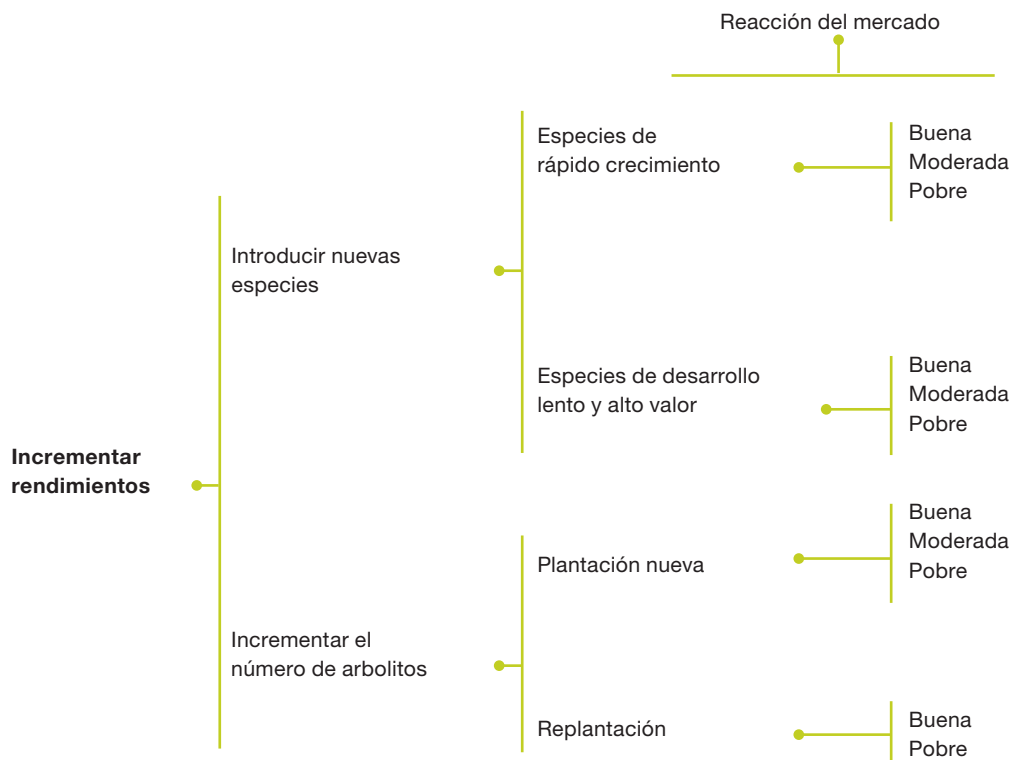 Reacción del mercado
Especies de
rápido crecimiento
Buena
Moderada
Pobre
Introducir nuevas
especies
Especies de desarrollo
lento y alto valor
Buena
Moderada
Pobre
Incrementar
rendimientos
Plantación nueva
Buena
Moderada
Pobre
Incrementar el
número de arbolitos
Replantación
Buena
Pobre